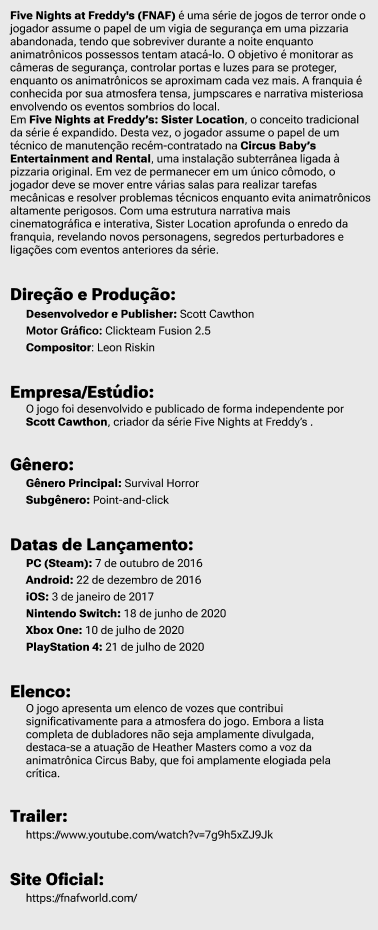 Five Nights at Freddy's (FNAF) é uma série de jogos de terror onde o
jogador assume o papel de um vigia de segurança em uma pizzaria
abandonada, tendo que sobreviver durante a noite enquanto
animatrônicos possessos tentam atacá-lo. O objetivo é monitorar as
câmeras de segurança, controlar portas e luzes para se proteger,
enquanto os animatrônicos se aproximam cada vez mais. A franquia é
conhecida por sua atmosfera tensa, jumpscares e narrativa misteriosa
envolvendo os eventos sombrios do local.
Em Five Nights at Freddy's: Sister Location, o conceito tradicional
da série é expandido. Desta vez, o jogador assume o papel de um
técnico de manutenção recém-contratado na Circus Baby's
Entertainment and Rental, uma instalação subterrânea ligada à
pizzaria original. Em vez de permanecer em um único cômodo, o
jogador deve se mover entre várias salas para realizar tarefas
mecânicas e resolver problemas técnicos enquanto evita animatrônicos
altamente perigosos. Com uma estrutura narrativa mais
cinematográfica e interativa, Sister Location aprofunda o enredo da
franquia, revelando novos personagens, segredos perturbadores e
ligações com eventos anteriores da série.
Direção e Produção:
Desenvolvedor e Publisher: Scott Cawthon
Motor Gráfico: Clickteam Fusion 2.5
Compositor: Leon Riskin
Empresa/Estúdio:
O jogo foi desenvolvido e publicado de forma independente por
Scott Cawthon, criador da série Five Nights at Freddy's .
Gênero:
Gênero Principal: Survival Horror
Subgênero: Point-and-click
Datas de Lançamento:
PC (Steam): 7 de outubro de 2016
Android: 22 de dezembro de 2016
iOS: 3 de janeiro de 2017
Nintendo Switch: 18 de junho de 2020
Xbox One: 10 de julho de 2020
PlayStation 4: 21 de julho de 2020
Elenco:
O jogo apresenta um elenco de vozes que contribui
significativamente para a atmosfera do jogo. Embora a lista
completa de dubladores não seja amplamente divulgada,
destaca-se a atuação de Heather Masters como a voz da
animatrônica Circus Baby, que foi amplamente elogiada pela
crítica.
Trailer:
https://www.youtube.com/watch?v=7g9h5xZJ9Jk
Site Oficial:
https://fnafworld.com/